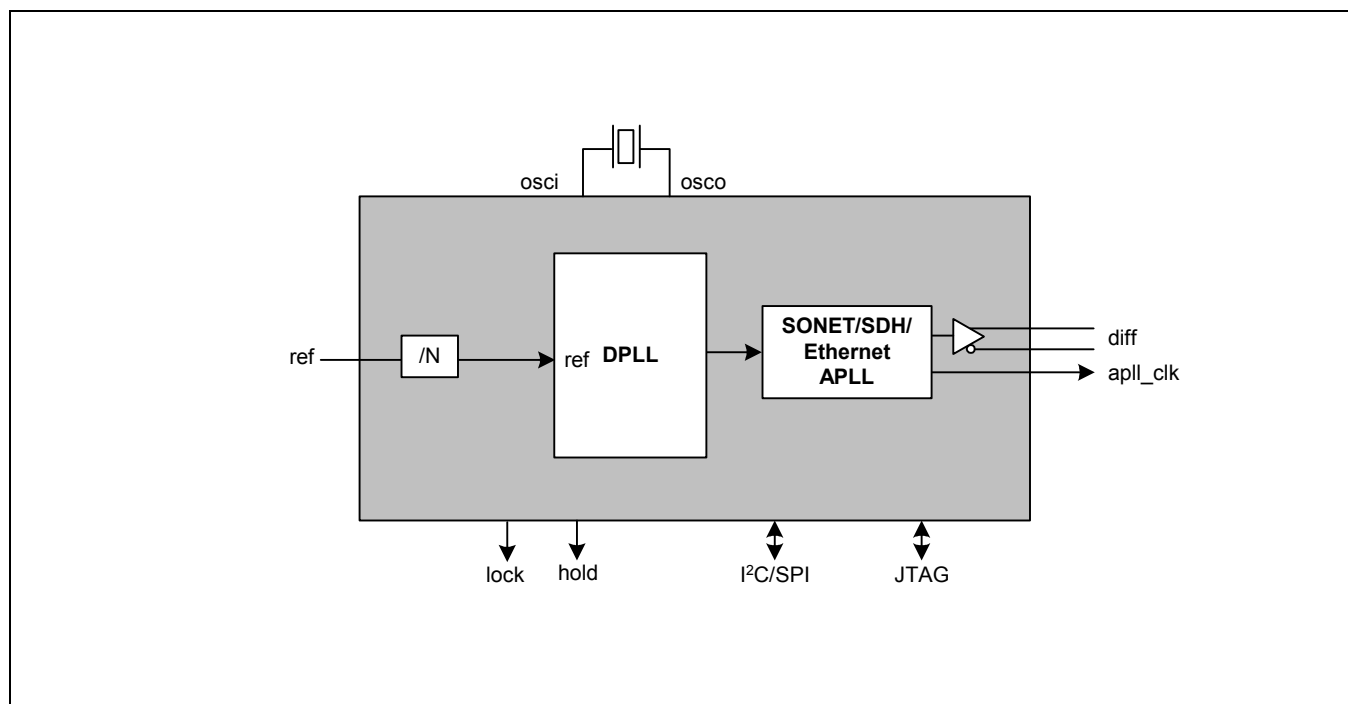 osci
osco
ref
/N
ref
DPLL
SONET/SDH/
Ethernet
APLL
diff
apll_clk
lock
hold
I²C/SPI
JTAG